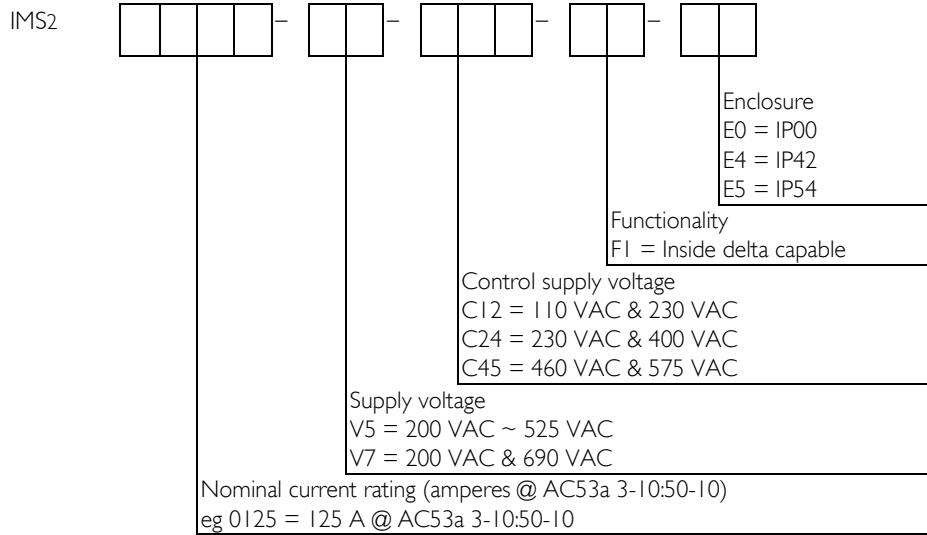 IMS2 – – – –
Enclosure
E0 = IP00
E4 = IP42
E5 = IP54
Functionality
F1 = Inside delta capable
Control supply voltage
C12 = 110 VAC & 230 VAC
C24 = 230 VAC & 400 VAC
C45 = 460 VAC & 575 VAC
Supply voltage
V5 = 200 VAC ~ 525 VAC
V7 = 200 VAC & 690 VAC
Nominal current rating (amperes @ AC53a 3-10:50-10)
eg 0125 = 125 A @ AC53a 3-10:50-10